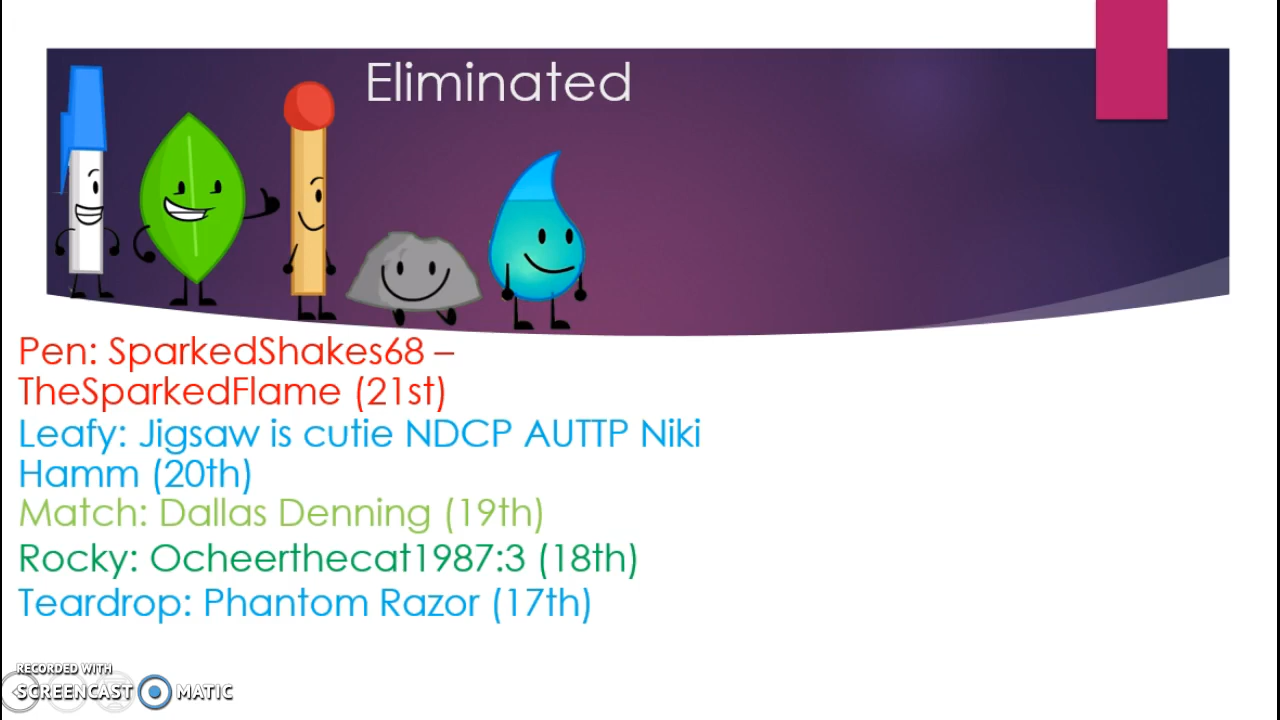 Eliminated
Pen: SparkedShakes68 –
TheSparkedFlame (21st)
Leafy: Jigsaw is cutie NDCP AUTTP Niki
Hamm (20th)
Match: Dallas Denning (19th)
Rocky: Ocheerthecat1987:3 (18th)
Teardrop: Phantom Razor (17th)
RECORDED WITH
SCREENCAST MATIC